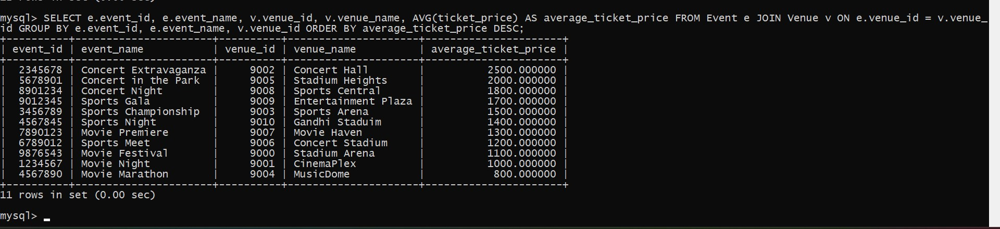 mysql> SELECT e.event_id, e.event_name, v.venue_id, v.venue_name, AVG(ticket_price) AS average_ticket_price FROM Event e JOIN Venue v ON e.venue_id = v.venue_
id GROUP BY e.event_id, e.event_name, v.venue_id ORDER BY average_ticket_price DESC;
+----------+----------------------+----------+---------------------+----------------------+
| event_id | event_name           | venue_id | venue_name          | average_ticket_price |
+----------+----------------------+----------+---------------------+----------------------+
|  2345678 | Concert Extravaganza |     9002 | Concert Hall        |          2500.000000 |
|  5678901 | Concert in the Park  |     9005 | Stadium Heights     |          2000.000000 |
|  8901234 | Concert Night        |     9008 | Sports Central      |          1800.000000 |
|  9012345 | Sports Gala          |     9009 | Entertainment Plaza |          1700.000000 |
|  3456789 | Sports Championship  |     9003 | Sports Arena        |          1500.000000 |
|  4567845 | Sports Night         |     9010 | Gandhi Staduim      |          1400.000000 |
|  7890123 | Movie Premiere       |     9007 | Movie Haven         |          1300.000000 |
|  6789012 | Sports Meet          |     9006 | Concert Stadium     |          1200.000000 |
|  9876543 | Movie Festival       |     9000 | Stadium Arena       |          1100.000000 |
|  1234567 | Movie Night          |     9001 | CinemaPlex          |          1000.000000 |
|  4567890 | Movie Marathon       |     9004 | MusicDome           |           800.000000 |
+----------+----------------------+----------+---------------------+----------------------+
11 rows in set (0.00 sec)
mysql>